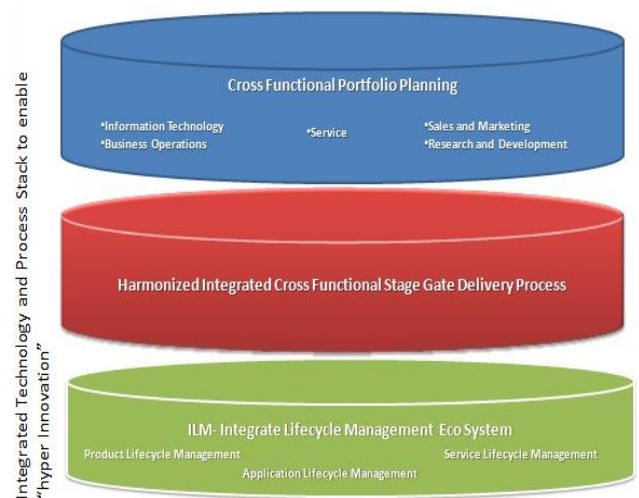 Integrated Technology and Process Stack to enable
"hyper Innovation"
Cross Functional Portfolio Planning
•Information Technology
•Business Operations
•Service
•Sales and Marketing
•Research and Development
Harmonized Integrated Cross Functional Stage Gate Delivery Process
ILM- Integrate Lifecycle Management Eco System
Product Lifecycle Management
Service Lifecycle Management
Application Lifecycle Management